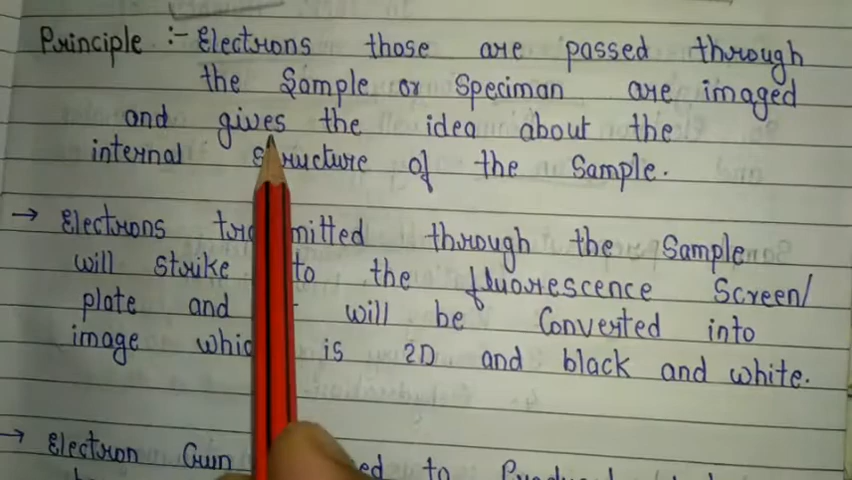 Principle :- Electrons those are passed through
the Sample or Speciman are imaged
and gives the idea about the
internal structure of the Sample.
→ Electrons through the Sample
will strike to the fluorescence Screen/
plate and will be Converted into
image is 2D and black and white.
→ Electron Gun to